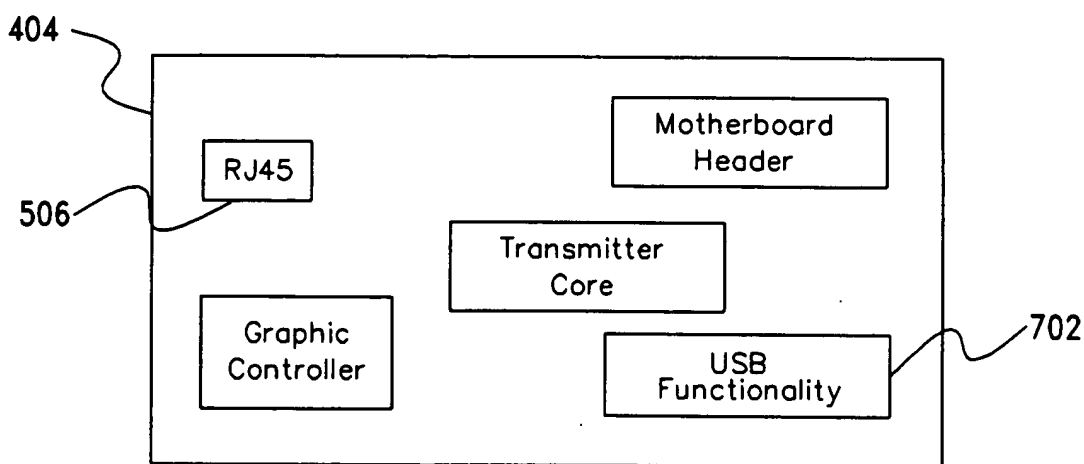 404
Motherboard
Header
RJ45
506
Transmitter
Core
Graphic
Controller
702
USB
Functionality